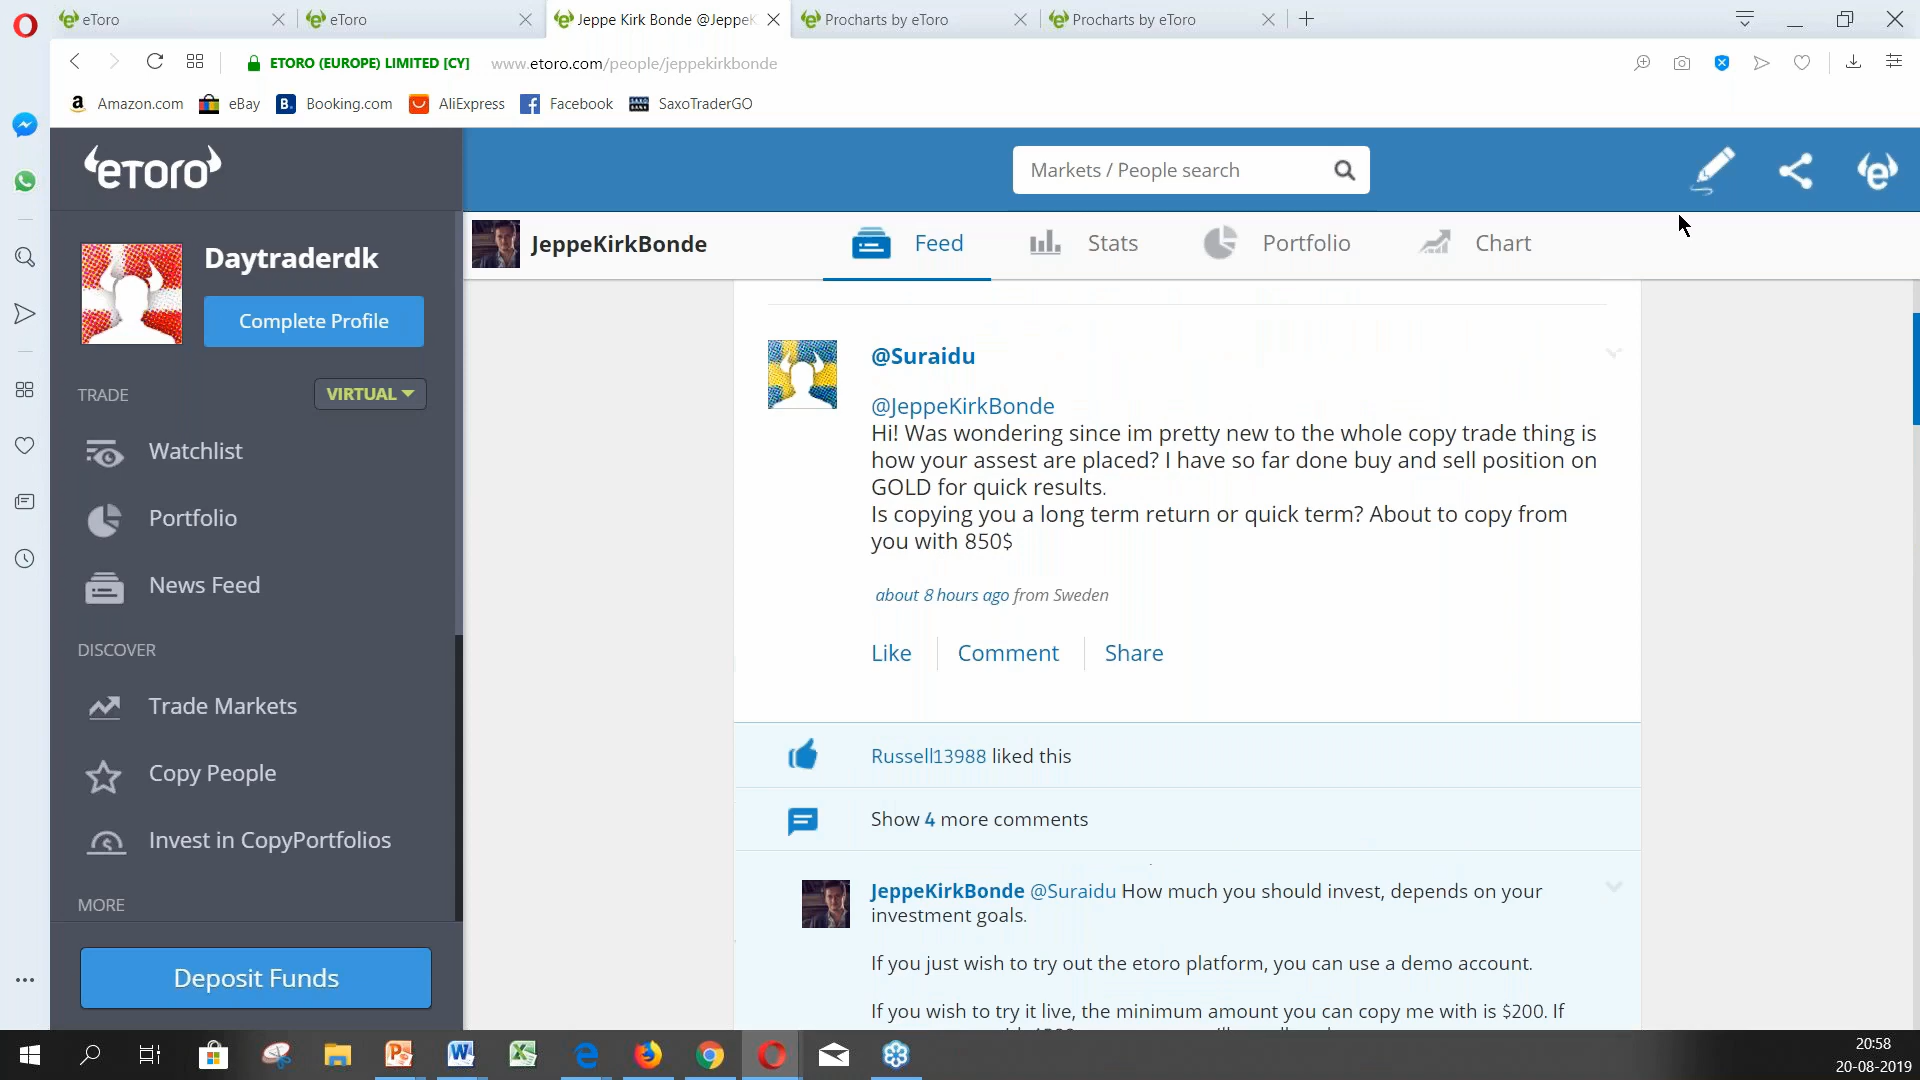 eToro
eToro
Jeppe Kirk Bonde @JeppeK
Procharts by eToro
Procharts by eToro
ETORO (EUROPE) LIMITED [CY]
www.etoro.com/people/jeppekirkbonde
Amazon.com
eBay
Booking.com
AliExpress
Facebook
SaxoTraderGO
eToro
Markets / People search
Daytraderdk
Complete Profile
TRADE
VIRTUAL
Watchlist
Portfolio
News Feed
DISCOVER
Trade Markets
Copy People
Invest in CopyPortfolios
MORE
Deposit Funds
JeppeKirkBonde
Feed
Stats
Portfolio
Chart
@Suraidu
@JeppeKirkBonde
Hi! Was wondering since im pretty new to the whole copy trade thing is
how your assest are placed? I have so far done buy and sell position on
GOLD for quick results.
Is copying you a long term return or quick term? About to copy from
you with 850$
about 8 hours ago from Sweden
Like
Comment
Share
Russell13988 liked this
Show 4 more comments
JeppeKirkBonde @Suraidu How much you should invest, depends on your
investment goals.
If you just wish to try out the etoro platform, you can use a demo account.
If you wish to try it live, the minimum amount you can copy me with is $200. If
20:58
20-08-2019